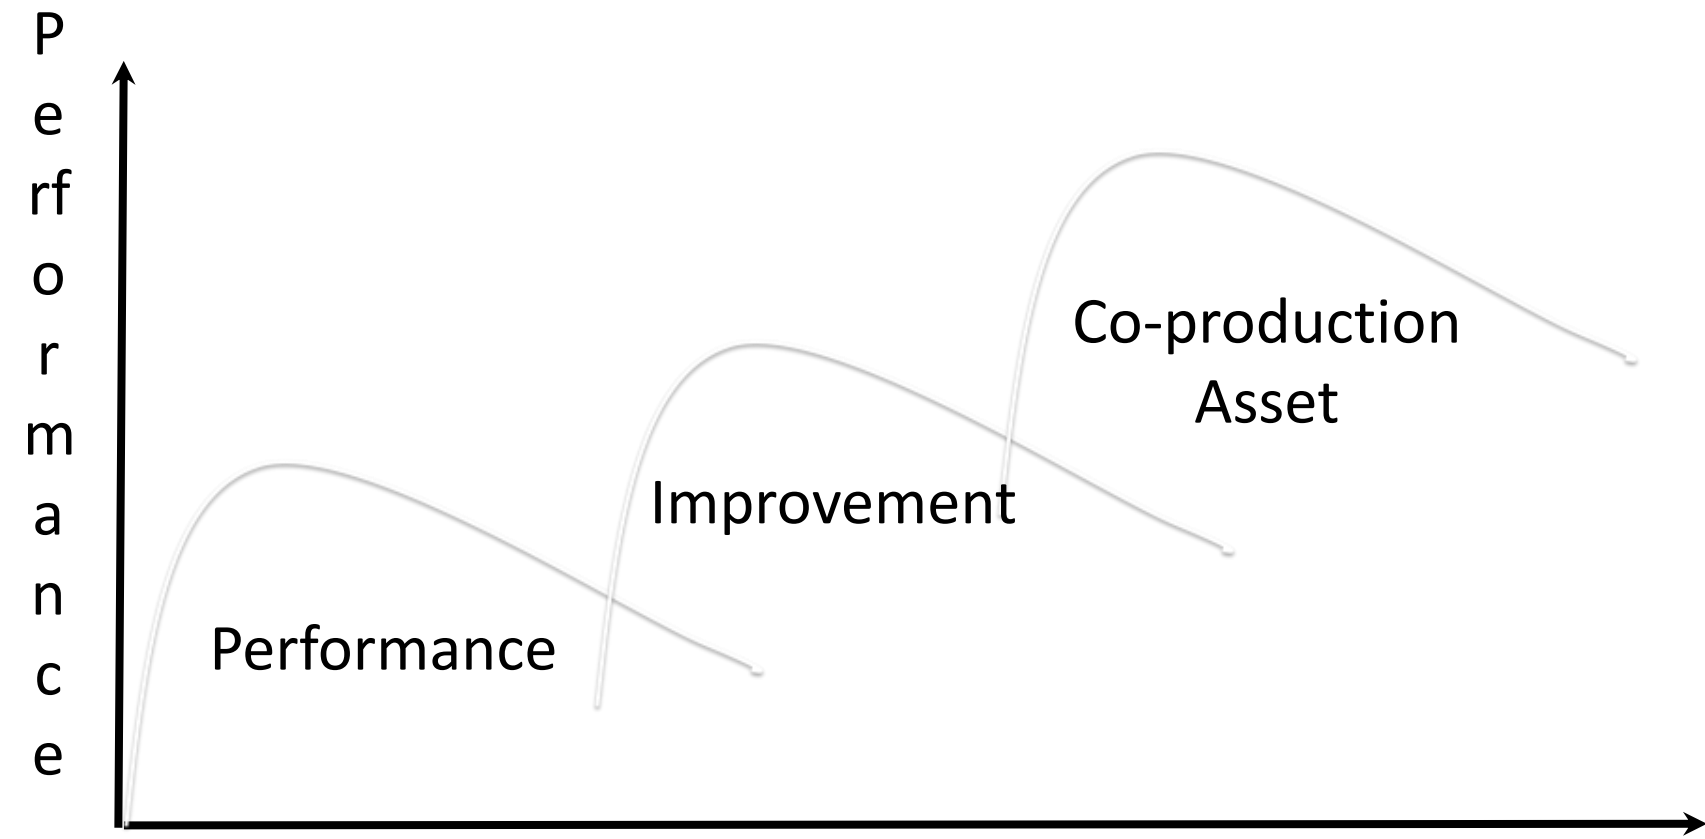 P
e
rf
o
r
m
a
n
c
e
Co-production
Asset
Improvement
Performance